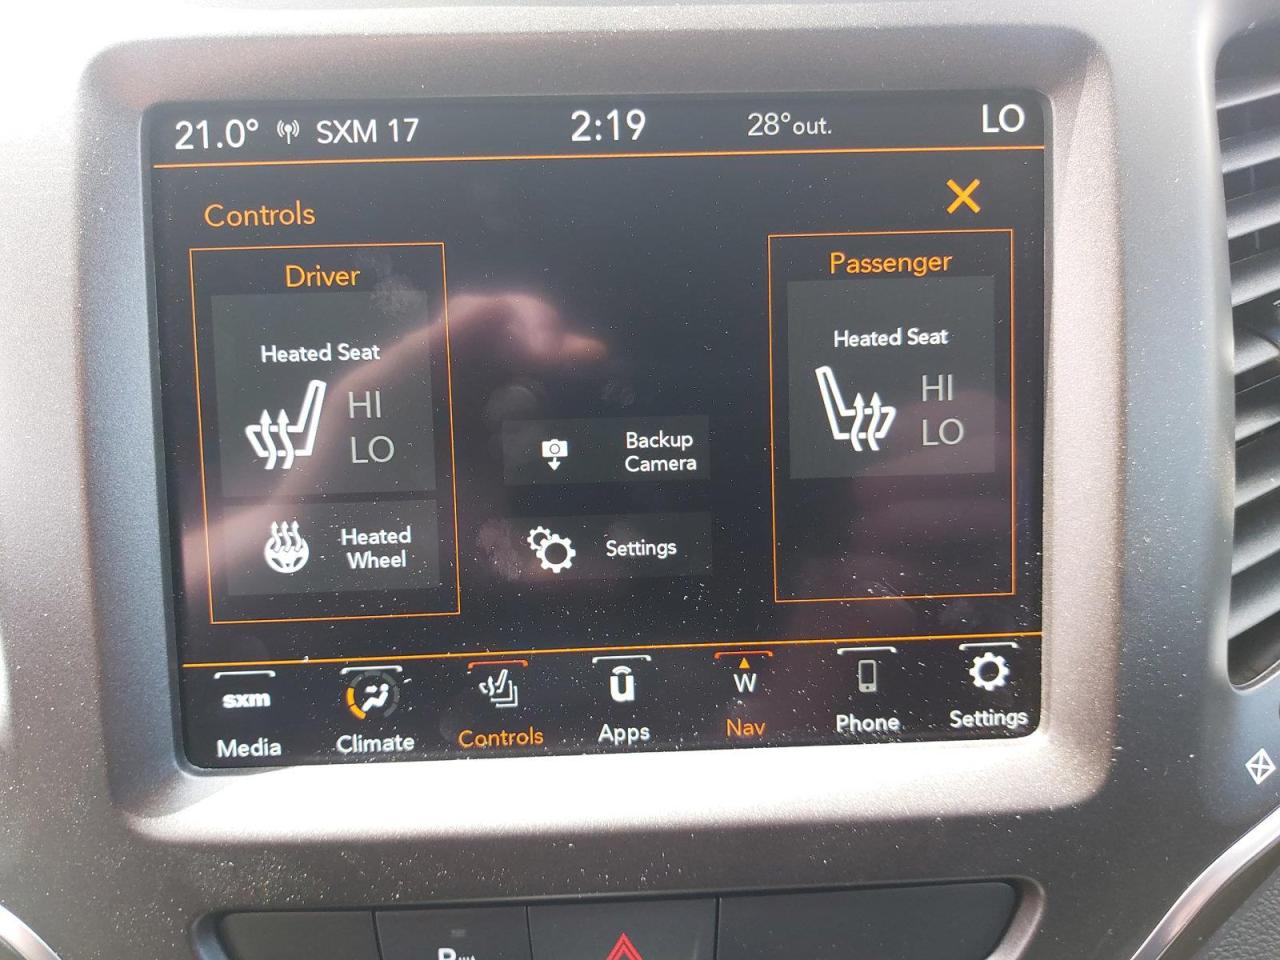 21.0° SXM 17 2:19 28°out. LO
Controls
Driver
Heated Seat
HI
LO
Heated
Wheel
Backup
Camera
Settings
Passenger
Heated Seat
HI
LO
sxm
Media
Climate
Controls
u
Apps
W
Nav
Phone
Settings
P